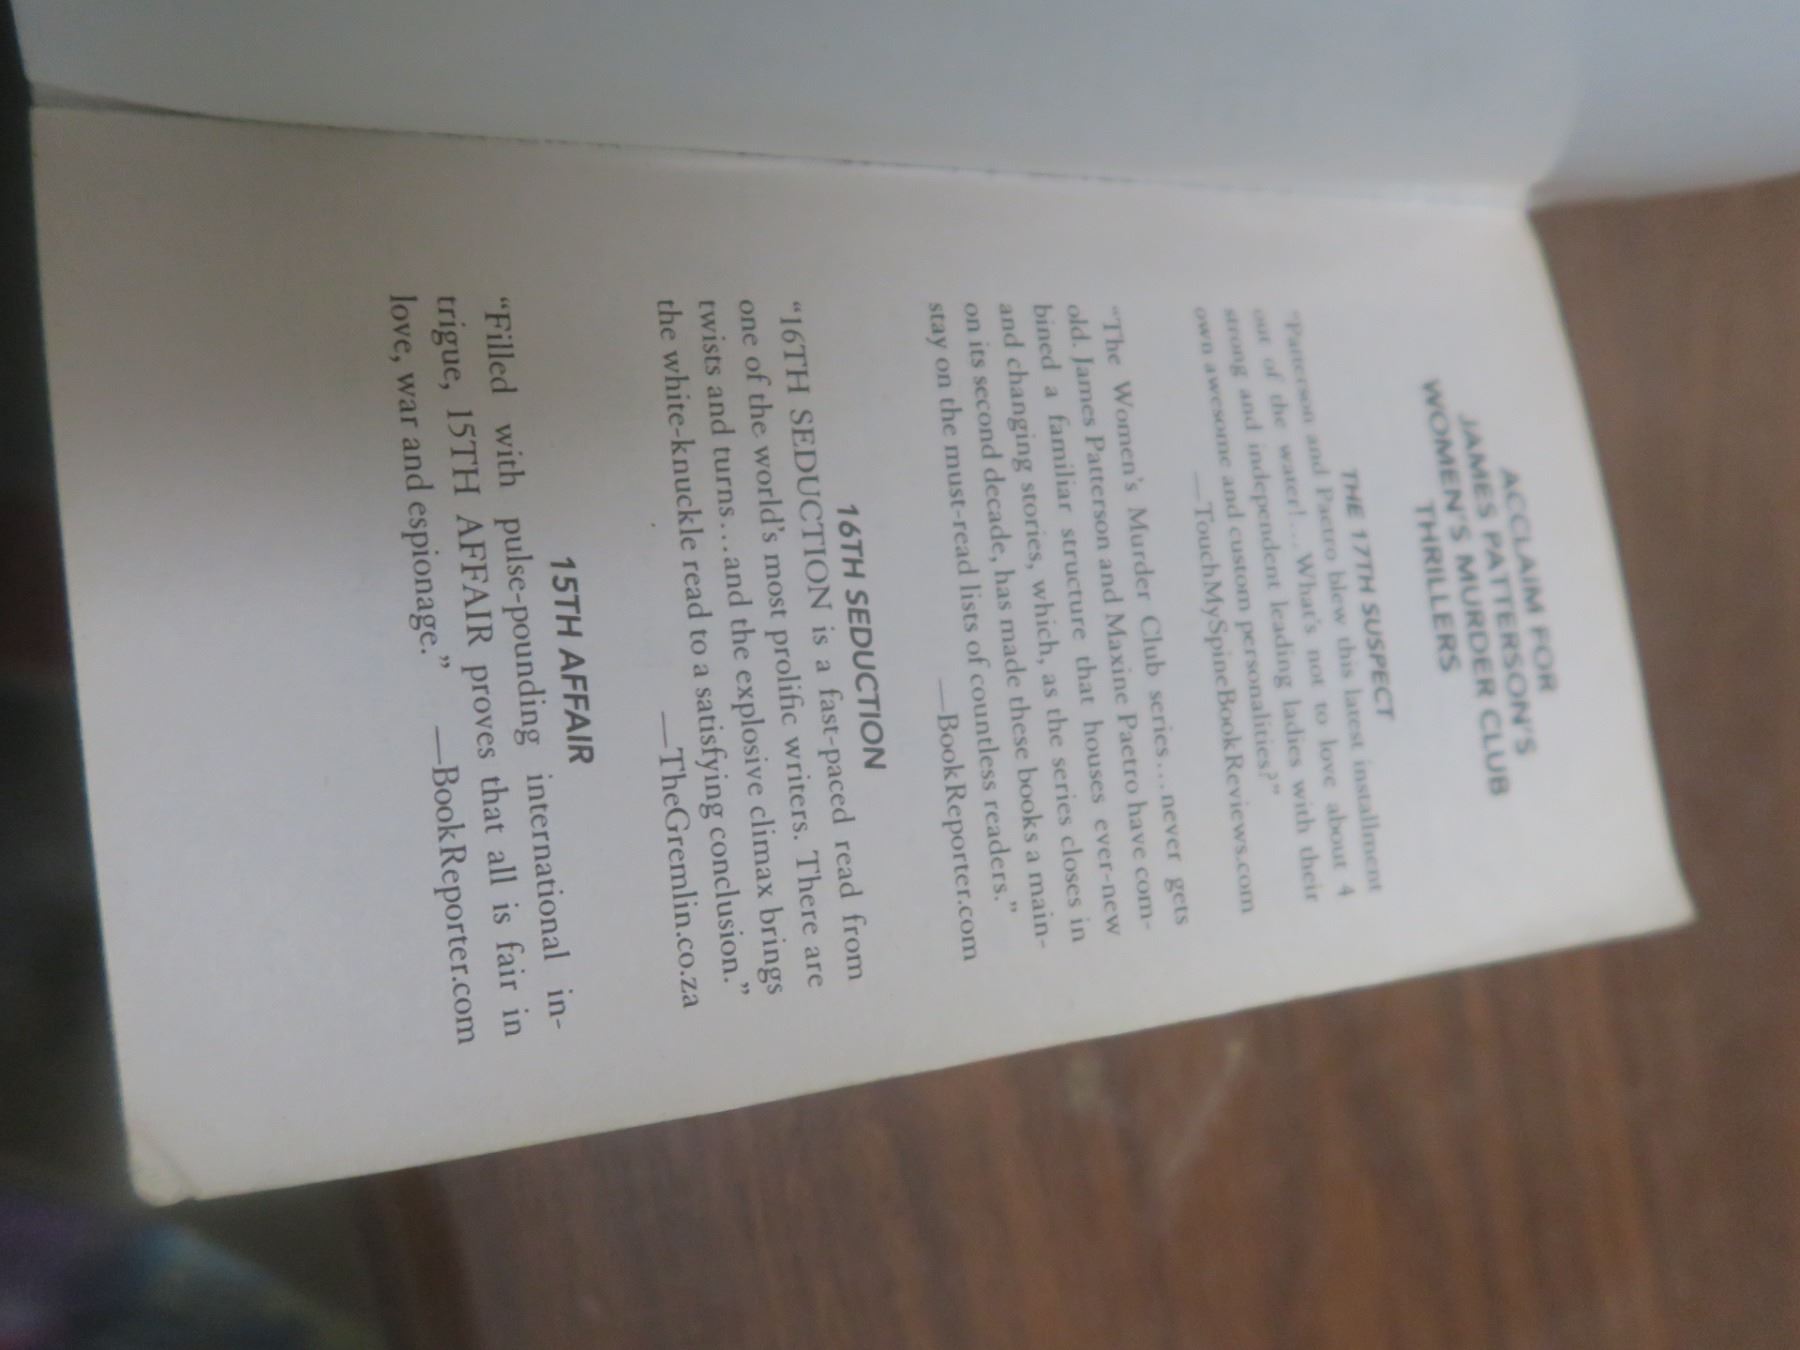 ACCLAIM FOR
JAMES PATTERSON'S
WOMEN'S MURDER CLUB
THRILLERS
THE 17TH SUSPECT
“Patterson and Paetro blew this latest installment
out of the water!... What's not to love about 4
strong and independent leading ladies with their
own awesome and custom personalities?”
—TouchMySpineBookReviews.com
“The Women's Murder Club series...never gets
old. James Patterson and Maxine Paetro have com-
bined a familiar structure that houses ever-new
and changing stories, which, as the series closes in
on its second decade, has made these books a main-
stay on the must-read lists of countless readers.”
—BookReporter.com
16TH SEDUCTION
“16TH SEDUCTION is a fast-paced read from
one of the world's most prolific writers. There are
twists and turns...and the explosive climax brings
the white-knuckle read to a satisfying conclusion.”
—TheGremlin.co.za
15TH AFFAIR
“Filled with pulse-pounding international in-
trigue, 15TH AFFAIR proves that all is fair in
love, war and espionage.” —BookReporter.com